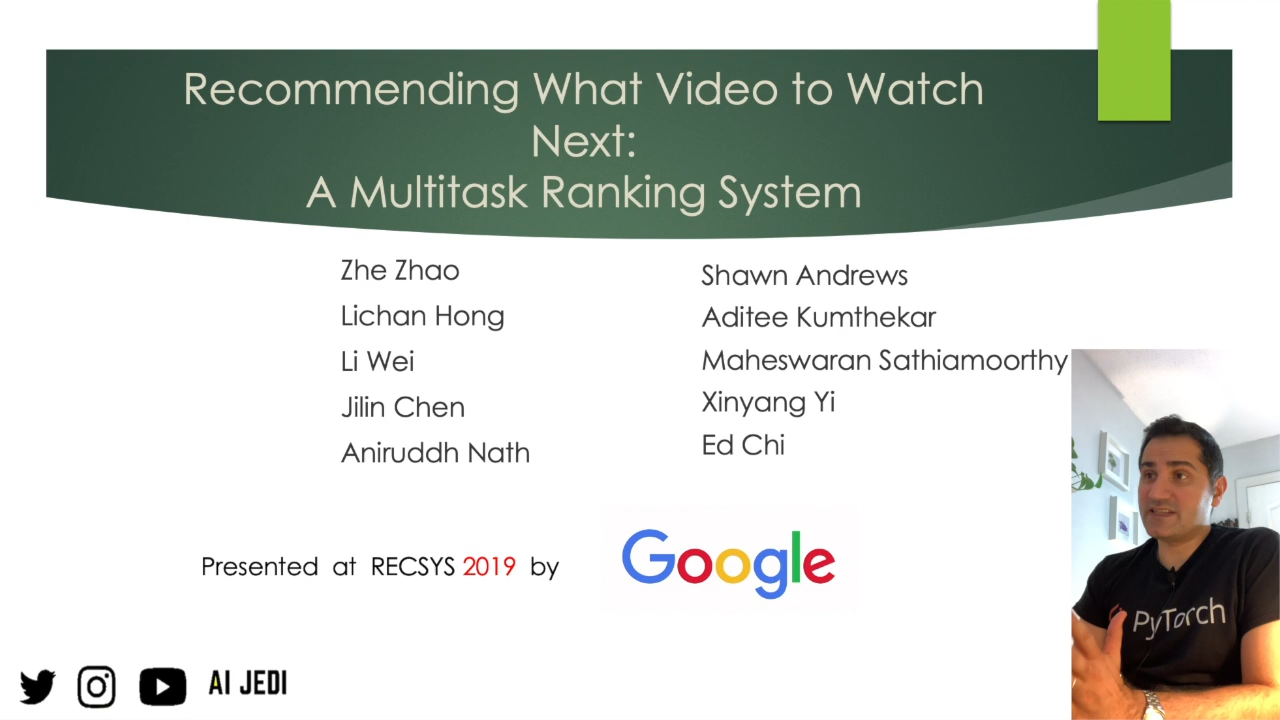 Recommending What Video to Watch
Next:
A Multitask Ranking System
Zhe Zhao
Lichan Hong
Li Wei
Jilin Chen
Aniruddh Nath
Shawn Andrews
Aditee Kumthekar
Maheswaran Sathiamoorthy
Xinyang Yi
Ed Chi
Presented at RECSYS 2019 by
Google
PyTorch
AI JEDI